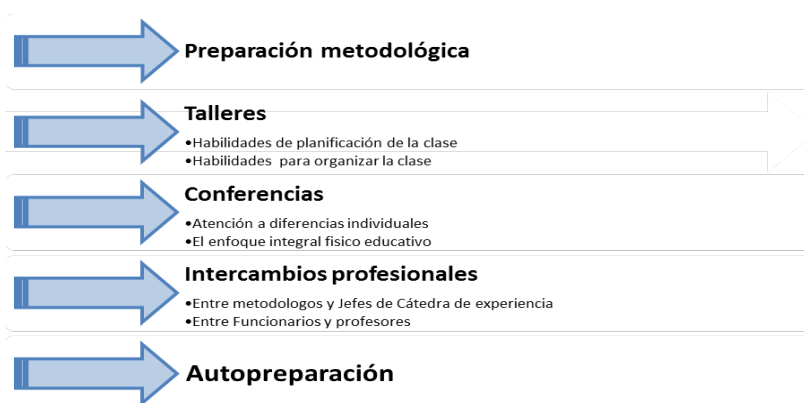 Preparación metodológica
Talleres
•Habilidades de planificación de la clase
•Habilidades para organizar la clase
Conferencias
•Atención a diferencias individuales
•El enfoque integral fisico educativo
Intercambios profesionales
•Entre metodologos y Jefes de Cátedra de experiencia
•Entre Funcionarios y profesores
Autopreparación